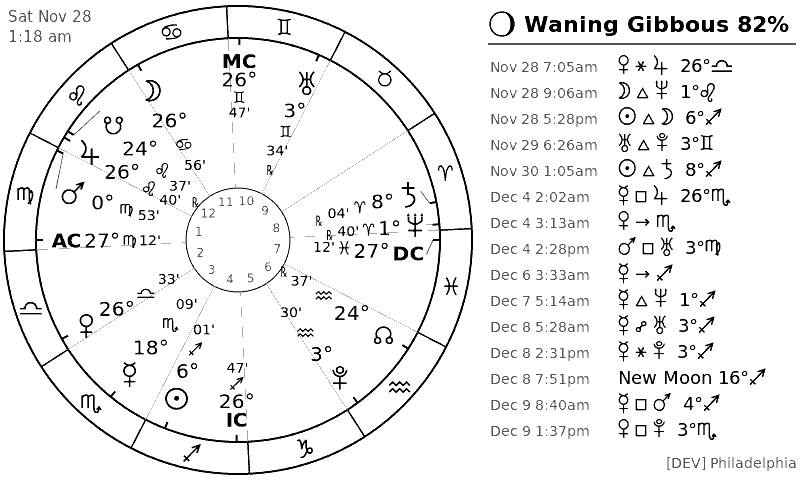 Sat Nov 28
1:18 am
MC
26°
♊
47'
♅
3°
♊
34'
℞
☽
26°
♋
56'
☋
24°
♌
37'
℞
♃
26°
♌
40'
♂
0° ♍ 53'
AC 27° ♍ 12'
℞ 04' ♈ 8° ♄
℞ 40' ♈ 1° ♆
12' ♓ 27° DC
♀ 26° ♎ 33'
☿
18°
♏
09'
☉
6°
♐
01'
47'
♐
26°
IC
30'
♒
3°
♇
℞ 37'
♒
24°
☊
1
2
3
4
5
6
7
8
9
10
11
12
♈
♉
♊
♋
♌
♍
♎
♏
♐
♑
♒
♓
Waning Gibbous 82%
Nov 28 7:05am ♀ ⚹ ♃ 26°♎
Nov 28 9:06am ☽ △ ♆ 1°♌
Nov 28 5:28pm ☉ △ ☽ 6°♐
Nov 29 6:26am ♅ △ ♇ 3°♊
Nov 30 1:05am ☉ △ ♄ 8°♐
Dec 4 2:02am ☿ □ ♃ 26°♏
Dec 4 3:13am ♀ → ♏
Dec 4 2:28pm ♂ □ ♅ 3°♍
Dec 6 3:33am ☿ → ♐
Dec 7 5:14am ☿ △ ♆ 1°♐
Dec 8 5:28am ☿ ☍ ♅ 3°♐
Dec 8 2:31pm ☿ ⚹ ♇ 3°♐
Dec 8 7:51pm New Moon 16°♐
Dec 9 8:40am ☿ □ ♂ 4°♐
Dec 9 1:37pm ♀ □ ♇ 3°♏
[DEV] Philadelphia